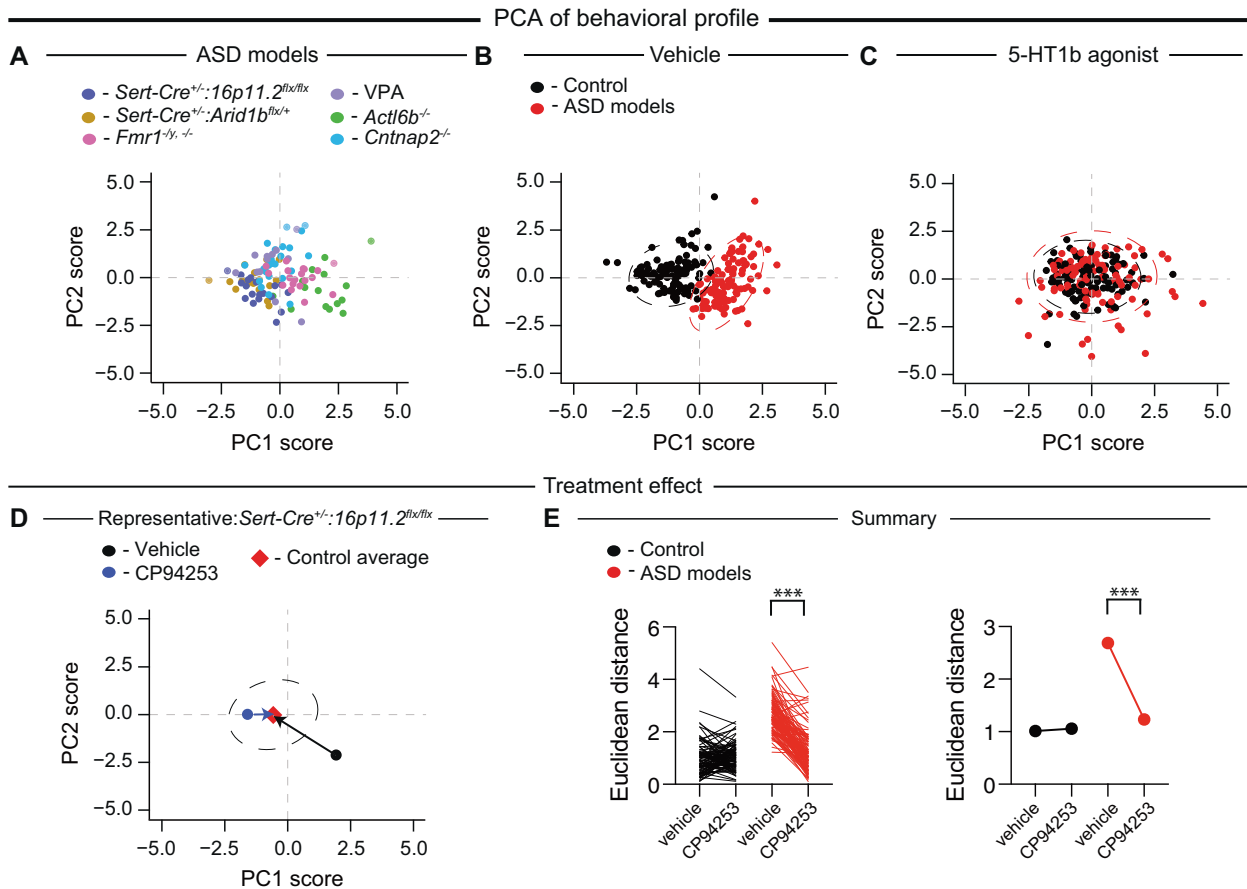 PCA of behavioral profile
A ASD models
- Sert-Cre+/-:16p11.2flx/flx
- Sert-Cre+/-:Arid1bflx/+
- Fmr1-/y, -/-
- VPA
- Actl6b-/-
- Cntnap2-/-
PC2 score
5.0
2.5
0.0
−2.5
−5.0
−5.0 −2.5 0.0 2.5 5.0
PC1 score
B Vehicle
- Control
- ASD models
PC2 score
5.0
2.5
0.0
−2.5
−5.0
−5.0 −2.5 0.0 2.5 5.0
PC1 score
C 5-HT1b agonist
PC2 score
5.0
2.5
0.0
−2.5
−5.0
−5.0 −2.5 0.0 2.5 5.0
PC1 score
Treatment effect
D Representative:Sert-Cre+/-:16p11.2flx/flx
- Vehicle
- CP94253
- Control average
PC2 score
5.0
2.5
0.0
−2.5
−5.0
−5.0 −2.5 0.0 2.5 5.0
PC1 score
E Summary
- Control
- ASD models
Euclidean distance
6
4
2
0
***
vehicle
CP94253
vehicle
CP94253
Euclidean distance
3
2
1
0
***
vehicle
CP94253
vehicle
CP94253